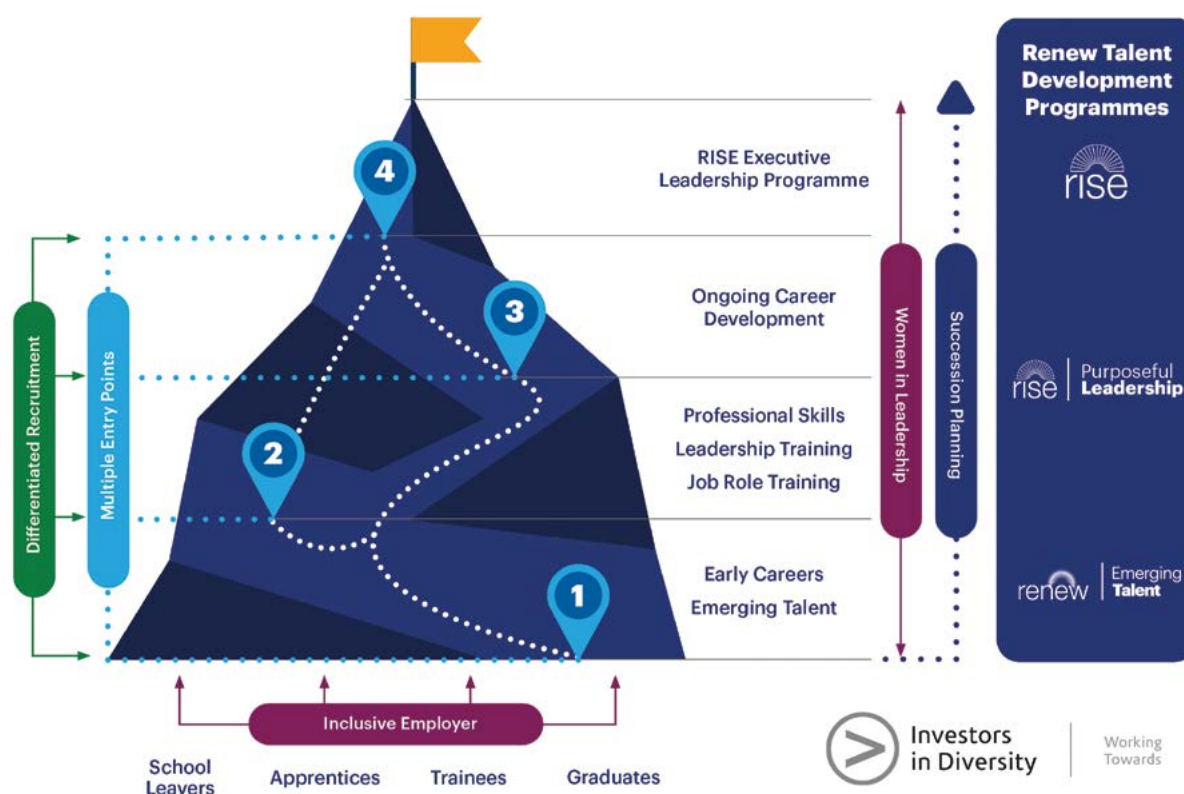 4
3
2
1
RISE Executive
Leadership Programme
Ongoing Career
Development
Professional Skills
Leadership Training
Job Role Training
Early Careers
Emerging Talent
Differentiated Recruitment
Multiple Entry Points
Women in Leadership
Succession Planning
Renew Talent
Development
Programmes
rise
rise
Purposeful
Leadership
renew
Emerging
Talent
Inclusive Employer
School
Leavers
Apprentices
Trainees
Graduates
Investors
in Diversity
Working
Towards